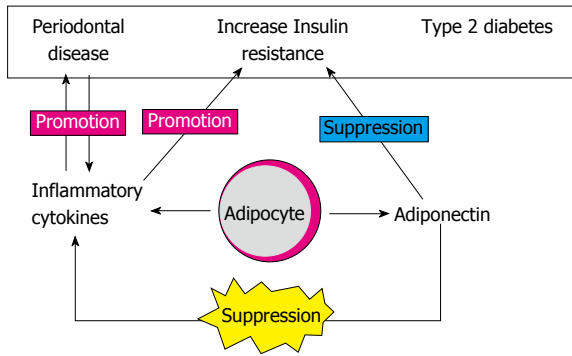 Periodontal
disease
Increase Insulin
resistance
Type 2 diabetes
Promotion
Promotion
Suppression
Inflammatory
cytokines
Adipocyte
Adiponectin
Suppression